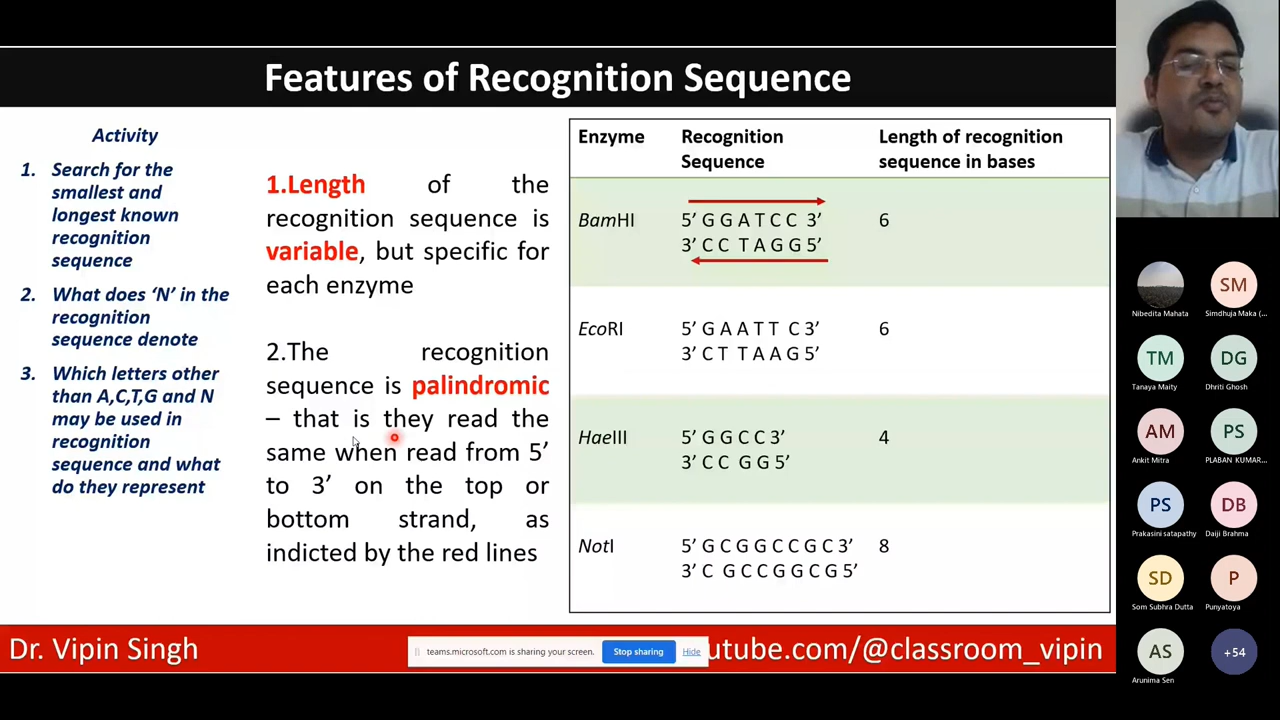 Features of Recognition Sequence
Activity
1. Search for the
smallest and
longest known
recognition
sequence
2. What does ‘N’ in the
recognition
sequence denote
3. Which letters other
than A,C,T,G and N
may be used in
recognition
sequence and what
do they represent
1.Length of the
recognition sequence is
variable, but specific for
each enzyme
2.The recognition
sequence is palindromic
– that is they read the
same when read from 5’
to 3’ on the top or
bottom strand, as
indicted by the red lines
Enzyme Recognition Length of recognition
Sequence sequence in bases
BamHI 5’ G G A T C C 3’ 6
3’ C C T A G G 5’
EcoRI 5’ G A A T T C 3’ 6
3’ C T T A A G 5’
HaeIII 5’ G G C C 3’ 4
3’ C C G G 5’
NotI 5’ G C G G C C G C 3’ 8
3’ C G C C G G C G 5’
Dr. Vipin Singh
teams.microsoft.com is sharing your screen. Stop sharing Hide
utube.com/@classroom_vipin
SM
Nibedita Mahata Simdhuja Maka (...
TM DG
Tanaya Maity Dhriti Ghosh
AM PS
Ankit Mitra PLABAN KUMAR...
PS DB
Prakasini satapathy Daiji Brahma
SD P
Som Subhra Dutta Punyatoya
AS +54
Arunima Sen